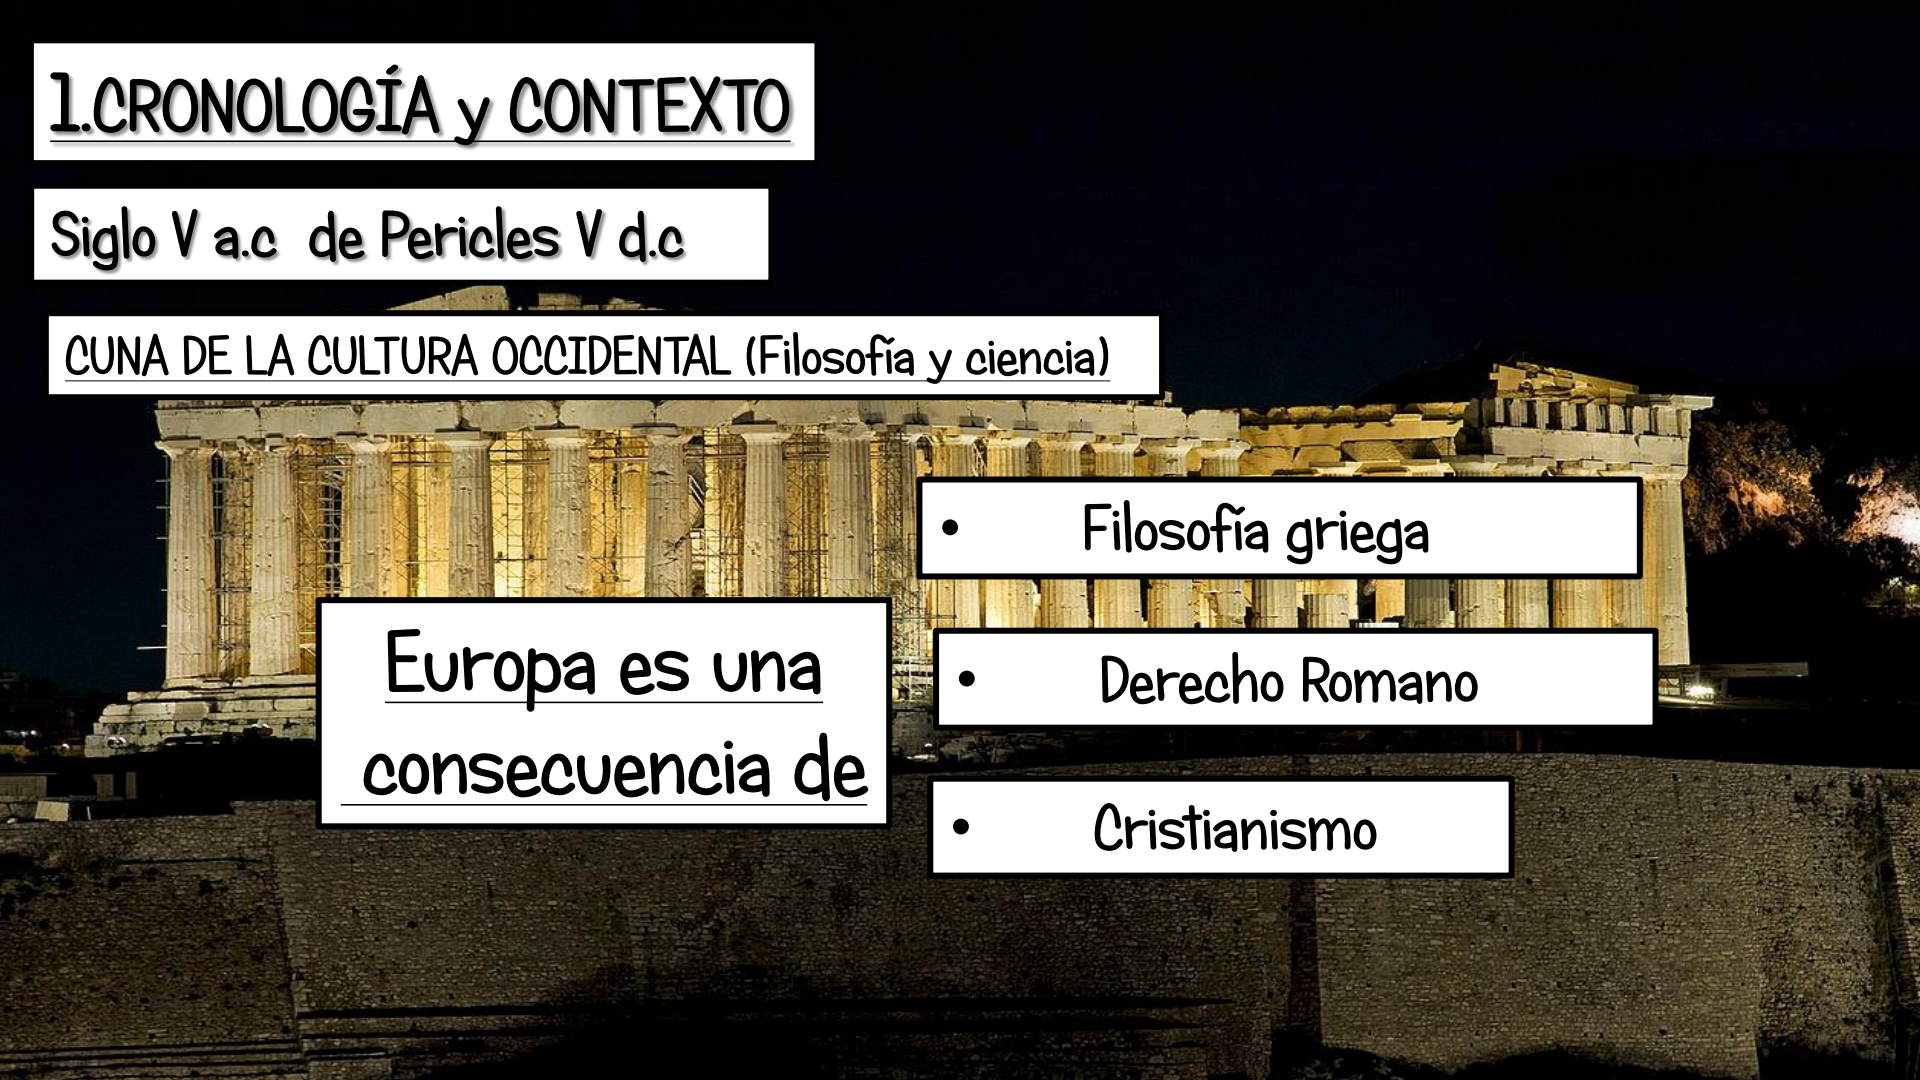 1.CRONOLOGÍA y CONTEXTO
Siglo V a.c de Pericles V d.c
CUNA DE LA CULTURA OCCIDENTAL (Filosofía y ciencia)
Europa es una
consecuencia de
• Filosofía griega
• Derecho Romano
• Cristianismo